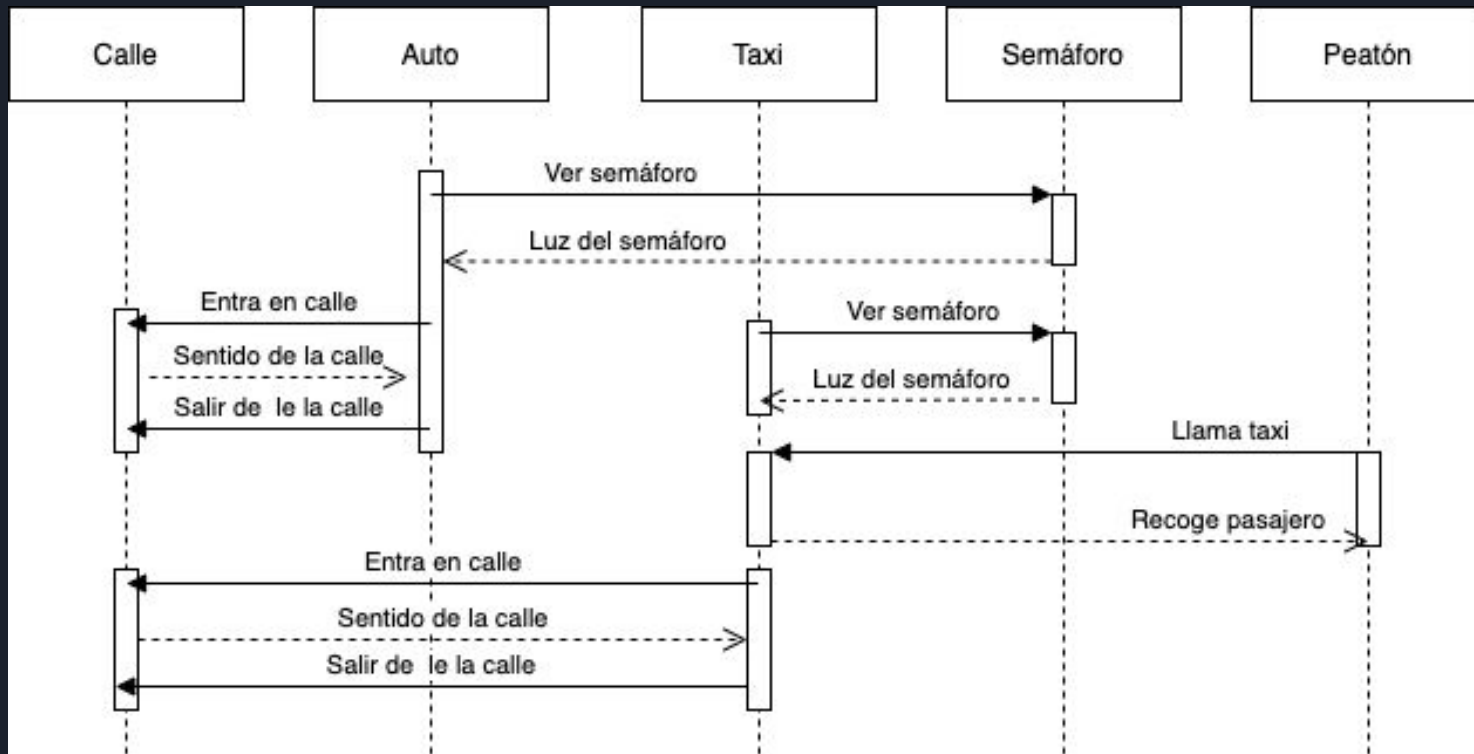 Calle
Auto
Taxi
Semáforo
Peatón
Ver semáforo
Luz del semáforo
Entra en calle
Ver semáforo
Sentido de la calle
Luz del semáforo
Salir de le la calle
Llama taxi
Recoge pasajero
Entra en calle
Sentido de la calle
Salir de le la calle